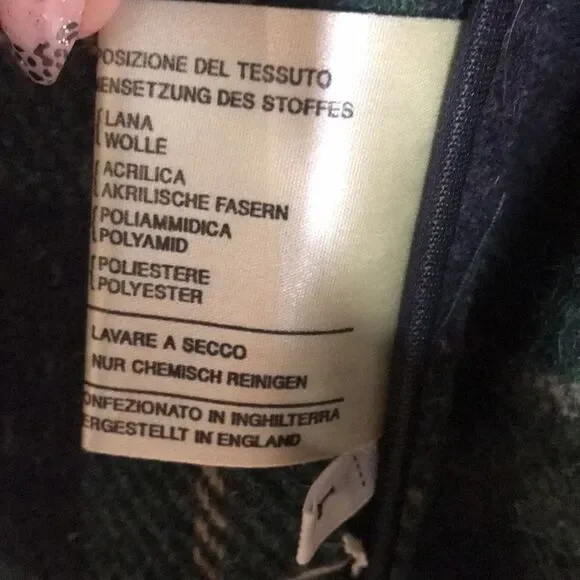 POSIZIONE DEL TESSUTO
MENSETZUNG DES STOFFES
LANA
WOLLE
ACRILICA
AKRILISCHE FASERN
POLIAMMIDICA
POLYAMID
POLIESTERE
POLYESTER
LAVARE A SECCO
NUR CHEMISCH REINIGEN
ONFEZIONATO IN INGHILTERRA
ERGESTELLT IN ENGLAND